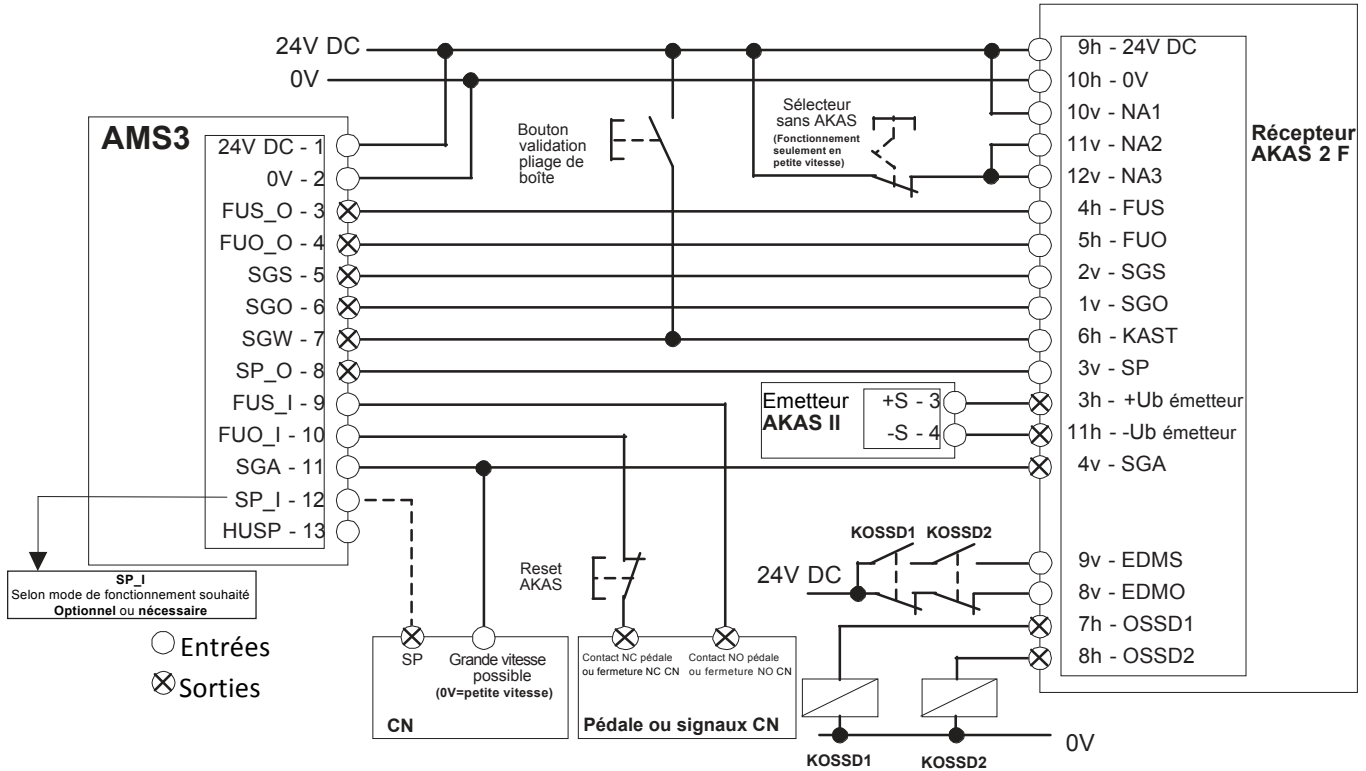 24V DC
0V
AMS3
24V DC - 1
0V - 2
FUS_O - 3
FUO_O - 4
SGS - 5
SGO - 6
SGW - 7
SP_O - 8
FUS_I - 9
FUO_I - 10
SGA - 11
SP_I - 12
HUSP - 13
SP_I
Selon mode de fonctionnement souhaité
Optionnel ou nécessaire
Entrées
Sorties
Bouton
validation
pliage de
boîte
Sélecteur
sans AKAS
(Fonctionnement
seulement en
petite vitesse)
Emetteur
AKAS II
+S - 3
-S - 4
Reset
AKAS
SP
Grande vitesse
possible
(0V=petite vitesse)
CN
Contact NC pédale
ou fermeture NC CN
Contact NO pédale
ou fermeture NO CN
Pédale ou signaux CN
KOSSD1 KOSSD2
24V DC
KOSSD1
KOSSD2
0V
9h - 24V DC
10h - 0V
10v - NA1
11v - NA2
12v - NA3
4h - FUS
5h - FUO
2v - SGS
1v - SGO
6h - KAST
3v - SP
3h - +Ub émetteur
11h - -Ub émetteur
4v - SGA
9v - EDMS
8v - EDMO
7h - OSSD1
8h - OSSD2
Récepteur
AKAS 2 F